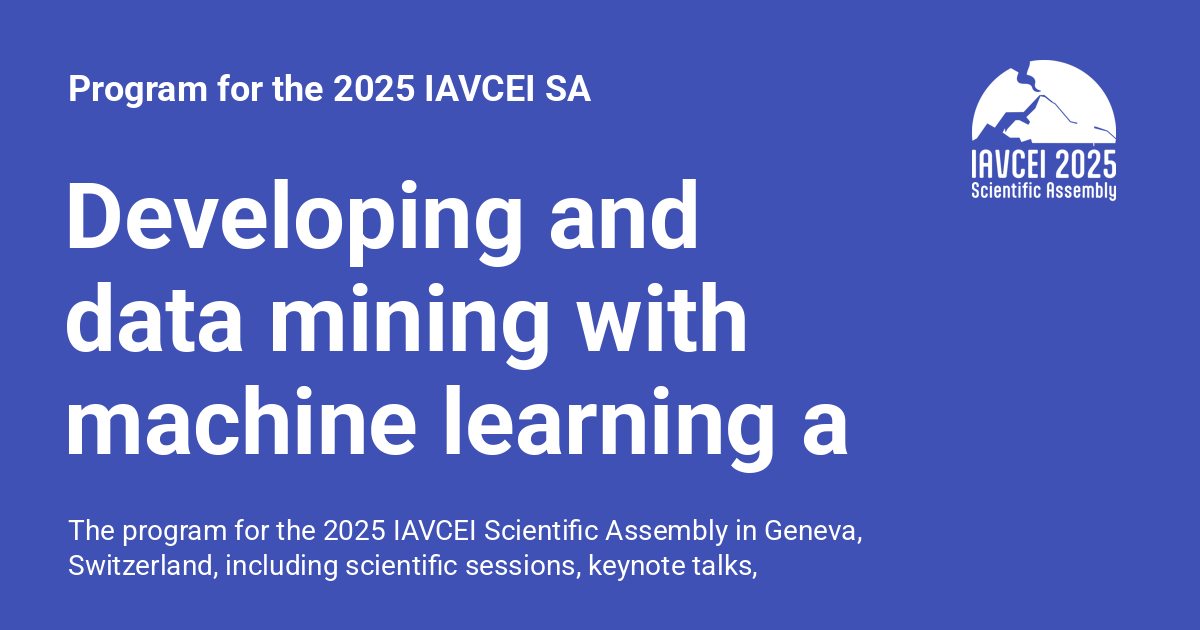 Program for the 2025 IAVCEI SA
IAVCEI 2025
Scientific Assembly
Developing and
data mining with
machine learning a
The program for the 2025 IAVCEI Scientific Assembly in Geneva,
Switzerland, including scientific sessions, keynote talks,